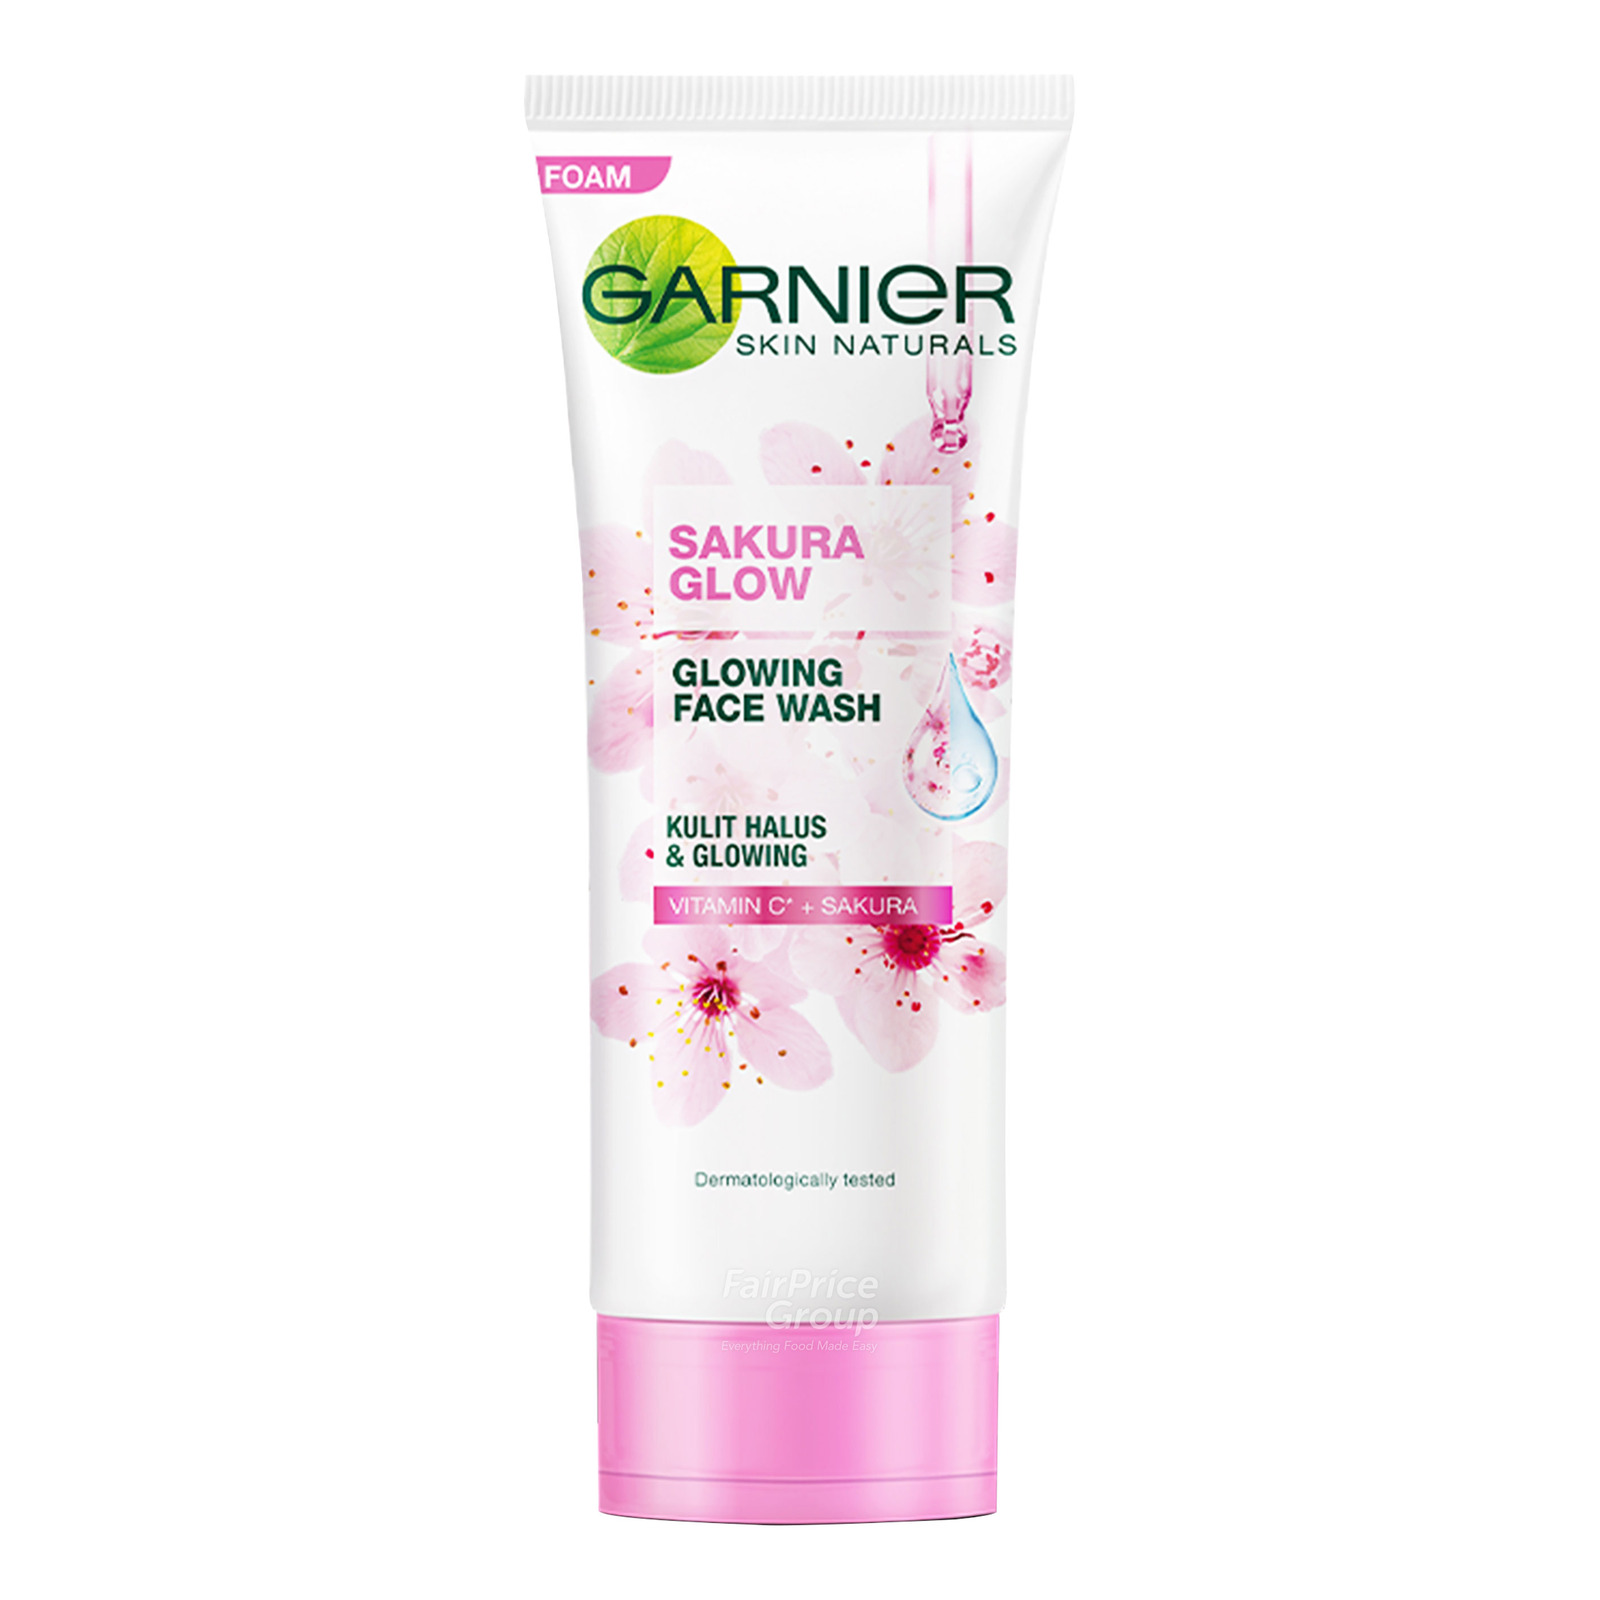 FOAM
GARNIER
SKIN NATURALS
SAKURA
GLOW
GLOWING
FACE WASH
KULIT HALUS
& GLOWING
VITAMIN C* + SAKURA
Dermatologically tested
FairPrice
Group
Everything Food Made Easy